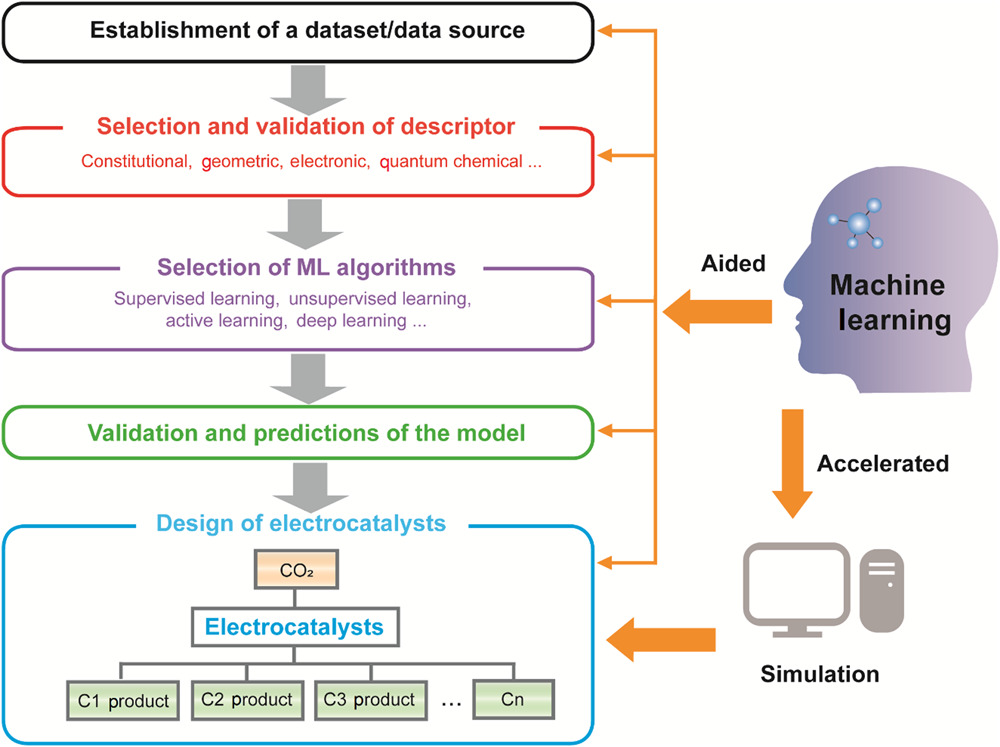 Establishment of a dataset/data source
Selection and validation of descriptor
Constitutional, geometric, electronic, quantum chemical ...
Selection of ML algorithms
Supervised learning, unsupervised learning,
active learning, deep learning ...
Validation and predictions of the model
Design of electrocatalysts
CO₂
Electrocatalysts
C1 product
C2 product
C3 product
...
Cn
Aided
Machine
learning
Accelerated
Simulation